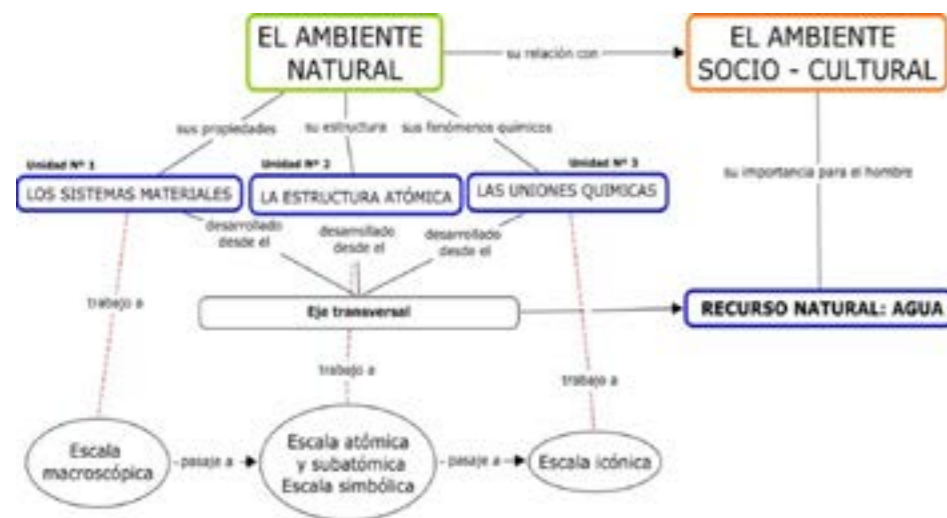 EL AMBIENTE
NATURAL
su relación con
EL AMBIENTE
SOCIO - CULTURAL
sus propiedades
su estructura
sus fenómenos químicos
Unidad Nº 1
Unidad Nº 2
Unidad Nº 3
su importancia para el hombre
LOS SISTEMAS MATERIALES
LA ESTRUCTURA ATÓMICA
LAS UNIONES QUIMICAS
desarrollado
desde el
desarrollado
desde el
desarrollado
desde el
trabajo a
Eje transversal
RECURSO NATURAL: AGUA
trabajo a
trabajo a
Escala
macroscópica
pasaje a
Escala atómica
y subatómica
Escala simbólica
pasaje a
Escala icónica